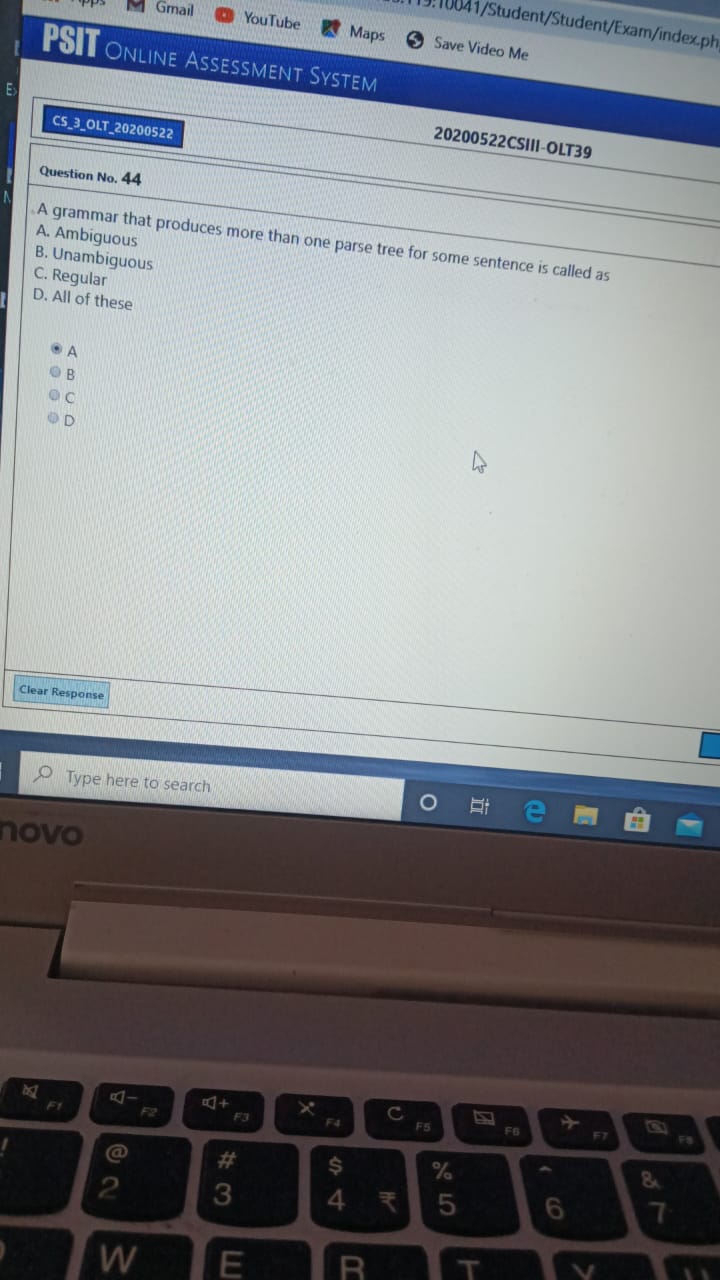 Gmail
YouTube
Maps
Save Video Me
:10041/Student/Student/Exam/index.ph
PSIT ONLINE ASSESSMENT SYSTEM
CS_3_OLT_20200522
20200522CSIII-OLT39
Question No. 44
A grammar that produces more than one parse tree for some sentence is called as
A. Ambiguous
B. Unambiguous
C. Regular
D. All of these
A
B
C
D
Clear Response
Type here to search
novo
F1 F2 F3 F4 F5 F6 F7 F8
! @ # $ % ^ &
2 3 4 ₹ 5 6 7
W E R T Y U